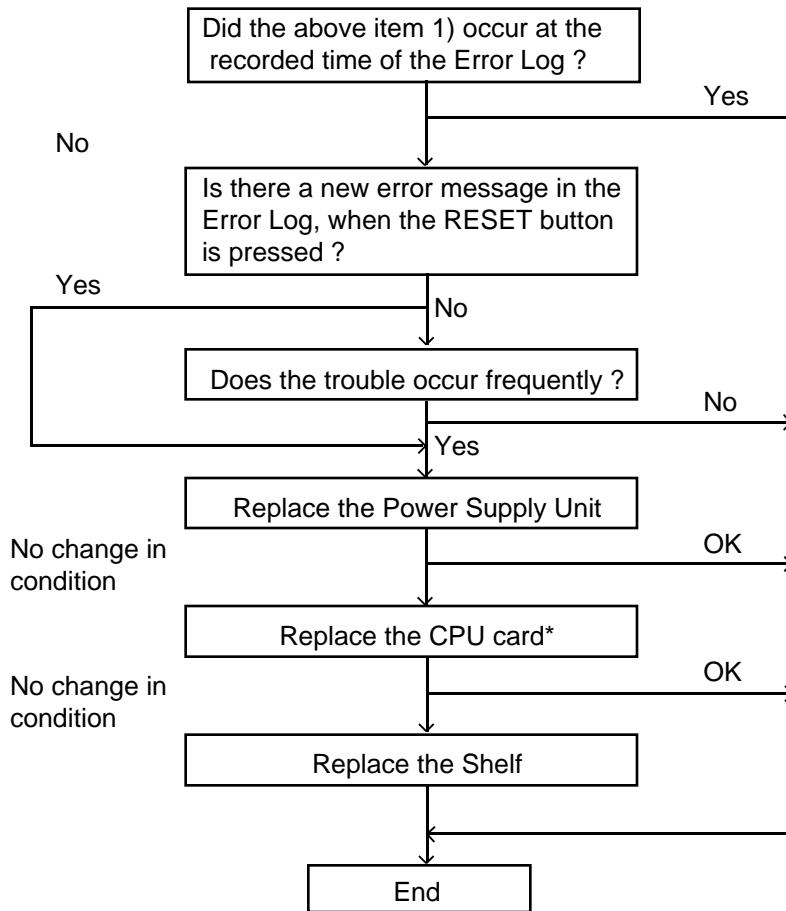 Did the above item 1) occur at the
recorded time of the Error Log ?
Yes
No
Is there a new error message in the
Error Log, when the RESET button
is pressed ?
Yes
No
Does the trouble occur frequently ?
No
Yes
Replace the Power Supply Unit
No change in
condition
OK
Replace the CPU card*
No change in
condition
OK
Replace the Shelf
End